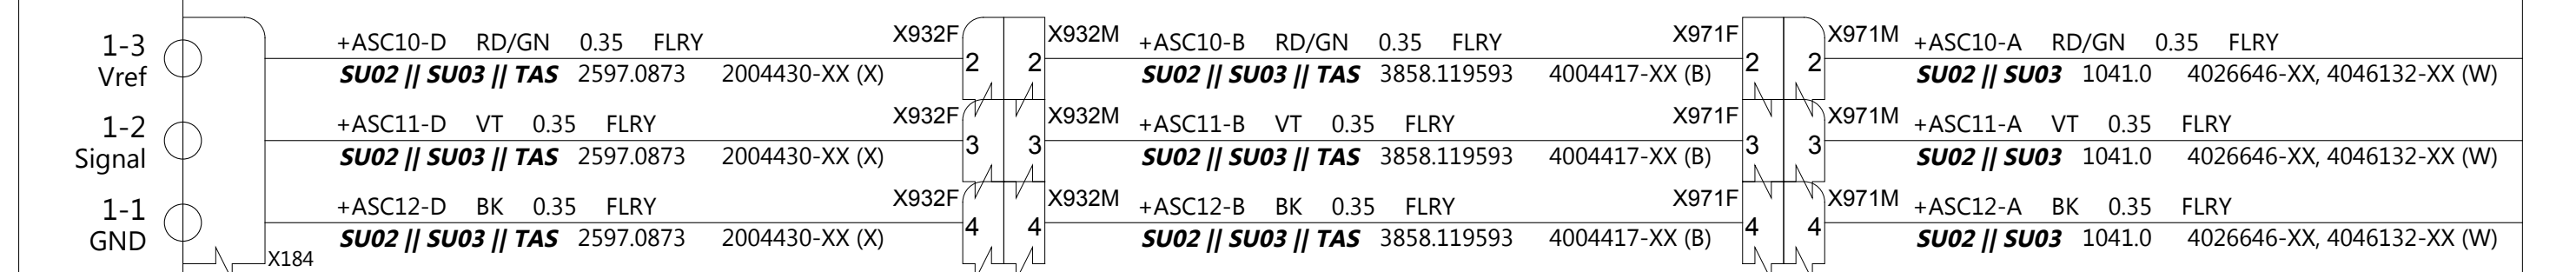 1-3 Vref
+ASC10-D RD/GN 0.35 FLRY
SU02 || SU03 || TAS 2597.0873 2004430-XX (X)
X932F 2 2 X932M
+ASC10-B RD/GN 0.35 FLRY
SU02 || SU03 || TAS 3858.119593 4004417-XX (B)
X971F 2 2 X971M
+ASC10-A RD/GN 0.35 FLRY
SU02 || SU03 1041.0 4026646-XX, 4046132-XX (W)
1-2 Signal
+ASC11-D VT 0.35 FLRY
SU02 || SU03 || TAS 2597.0873 2004430-XX (X)
X932F 3 3 X932M
+ASC11-B VT 0.35 FLRY
SU02 || SU03 || TAS 3858.119593 4004417-XX (B)
X971F 3 3 X971M
+ASC11-A VT 0.35 FLRY
SU02 || SU03 1041.0 4026646-XX, 4046132-XX (W)
1-1 GND
+ASC12-D BK 0.35 FLRY
SU02 || SU03 || TAS 2597.0873 2004430-XX (X)
X932F 4 4 X932M
+ASC12-B BK 0.35 FLRY
SU02 || SU03 || TAS 3858.119593 4004417-XX (B)
X971F 4 4 X971M
+ASC12-A BK 0.35 FLRY
SU02 || SU03 1041.0 4026646-XX, 4046132-XX (W)
X184